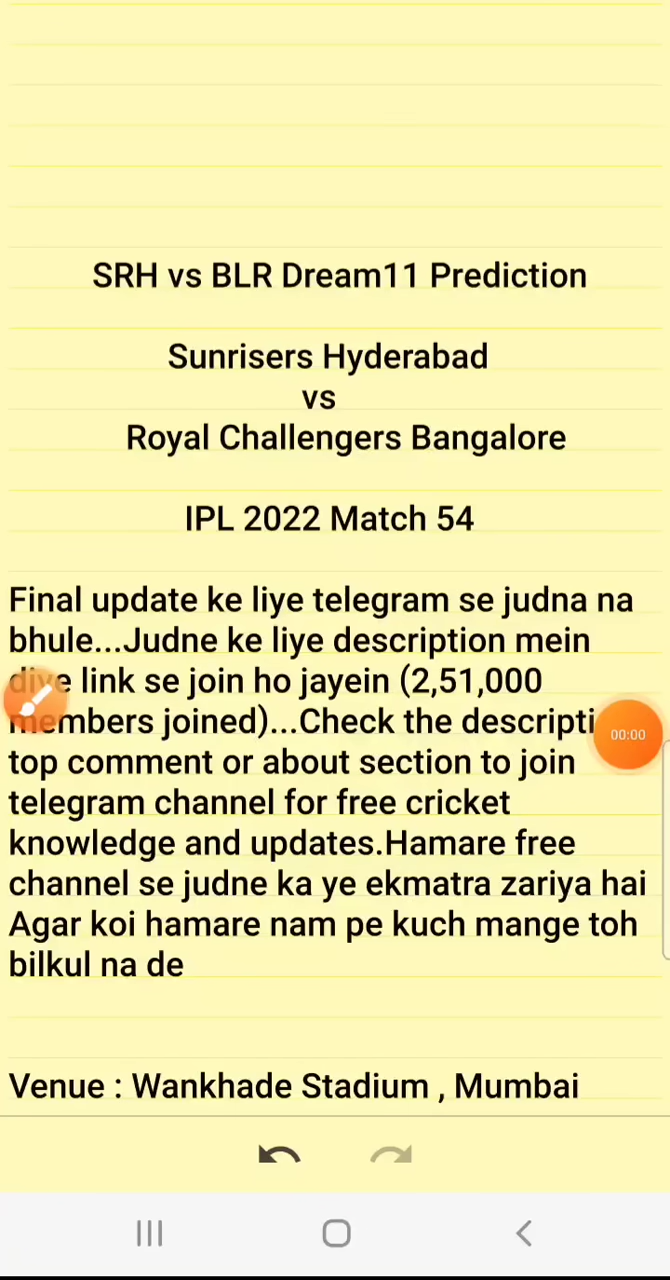 SRH vs BLR Dream11 Prediction
Sunrisers Hyderabad
vs
Royal Challengers Bangalore
IPL 2022 Match 54
Final update ke liye telegram se judna na
bhule...Judne ke liye description mein
diye link se join ho jayein (2,51,000
members joined)...Check the descripti
00:00
top comment or about section to join
telegram channel for free cricket
knowledge and updates.Hamare free
channel se judne ka ye ekmatra zariya hai
Agar koi hamare nam pe kuch mange toh
bilkul na de
Venue : Wankhade Stadium , Mumbai